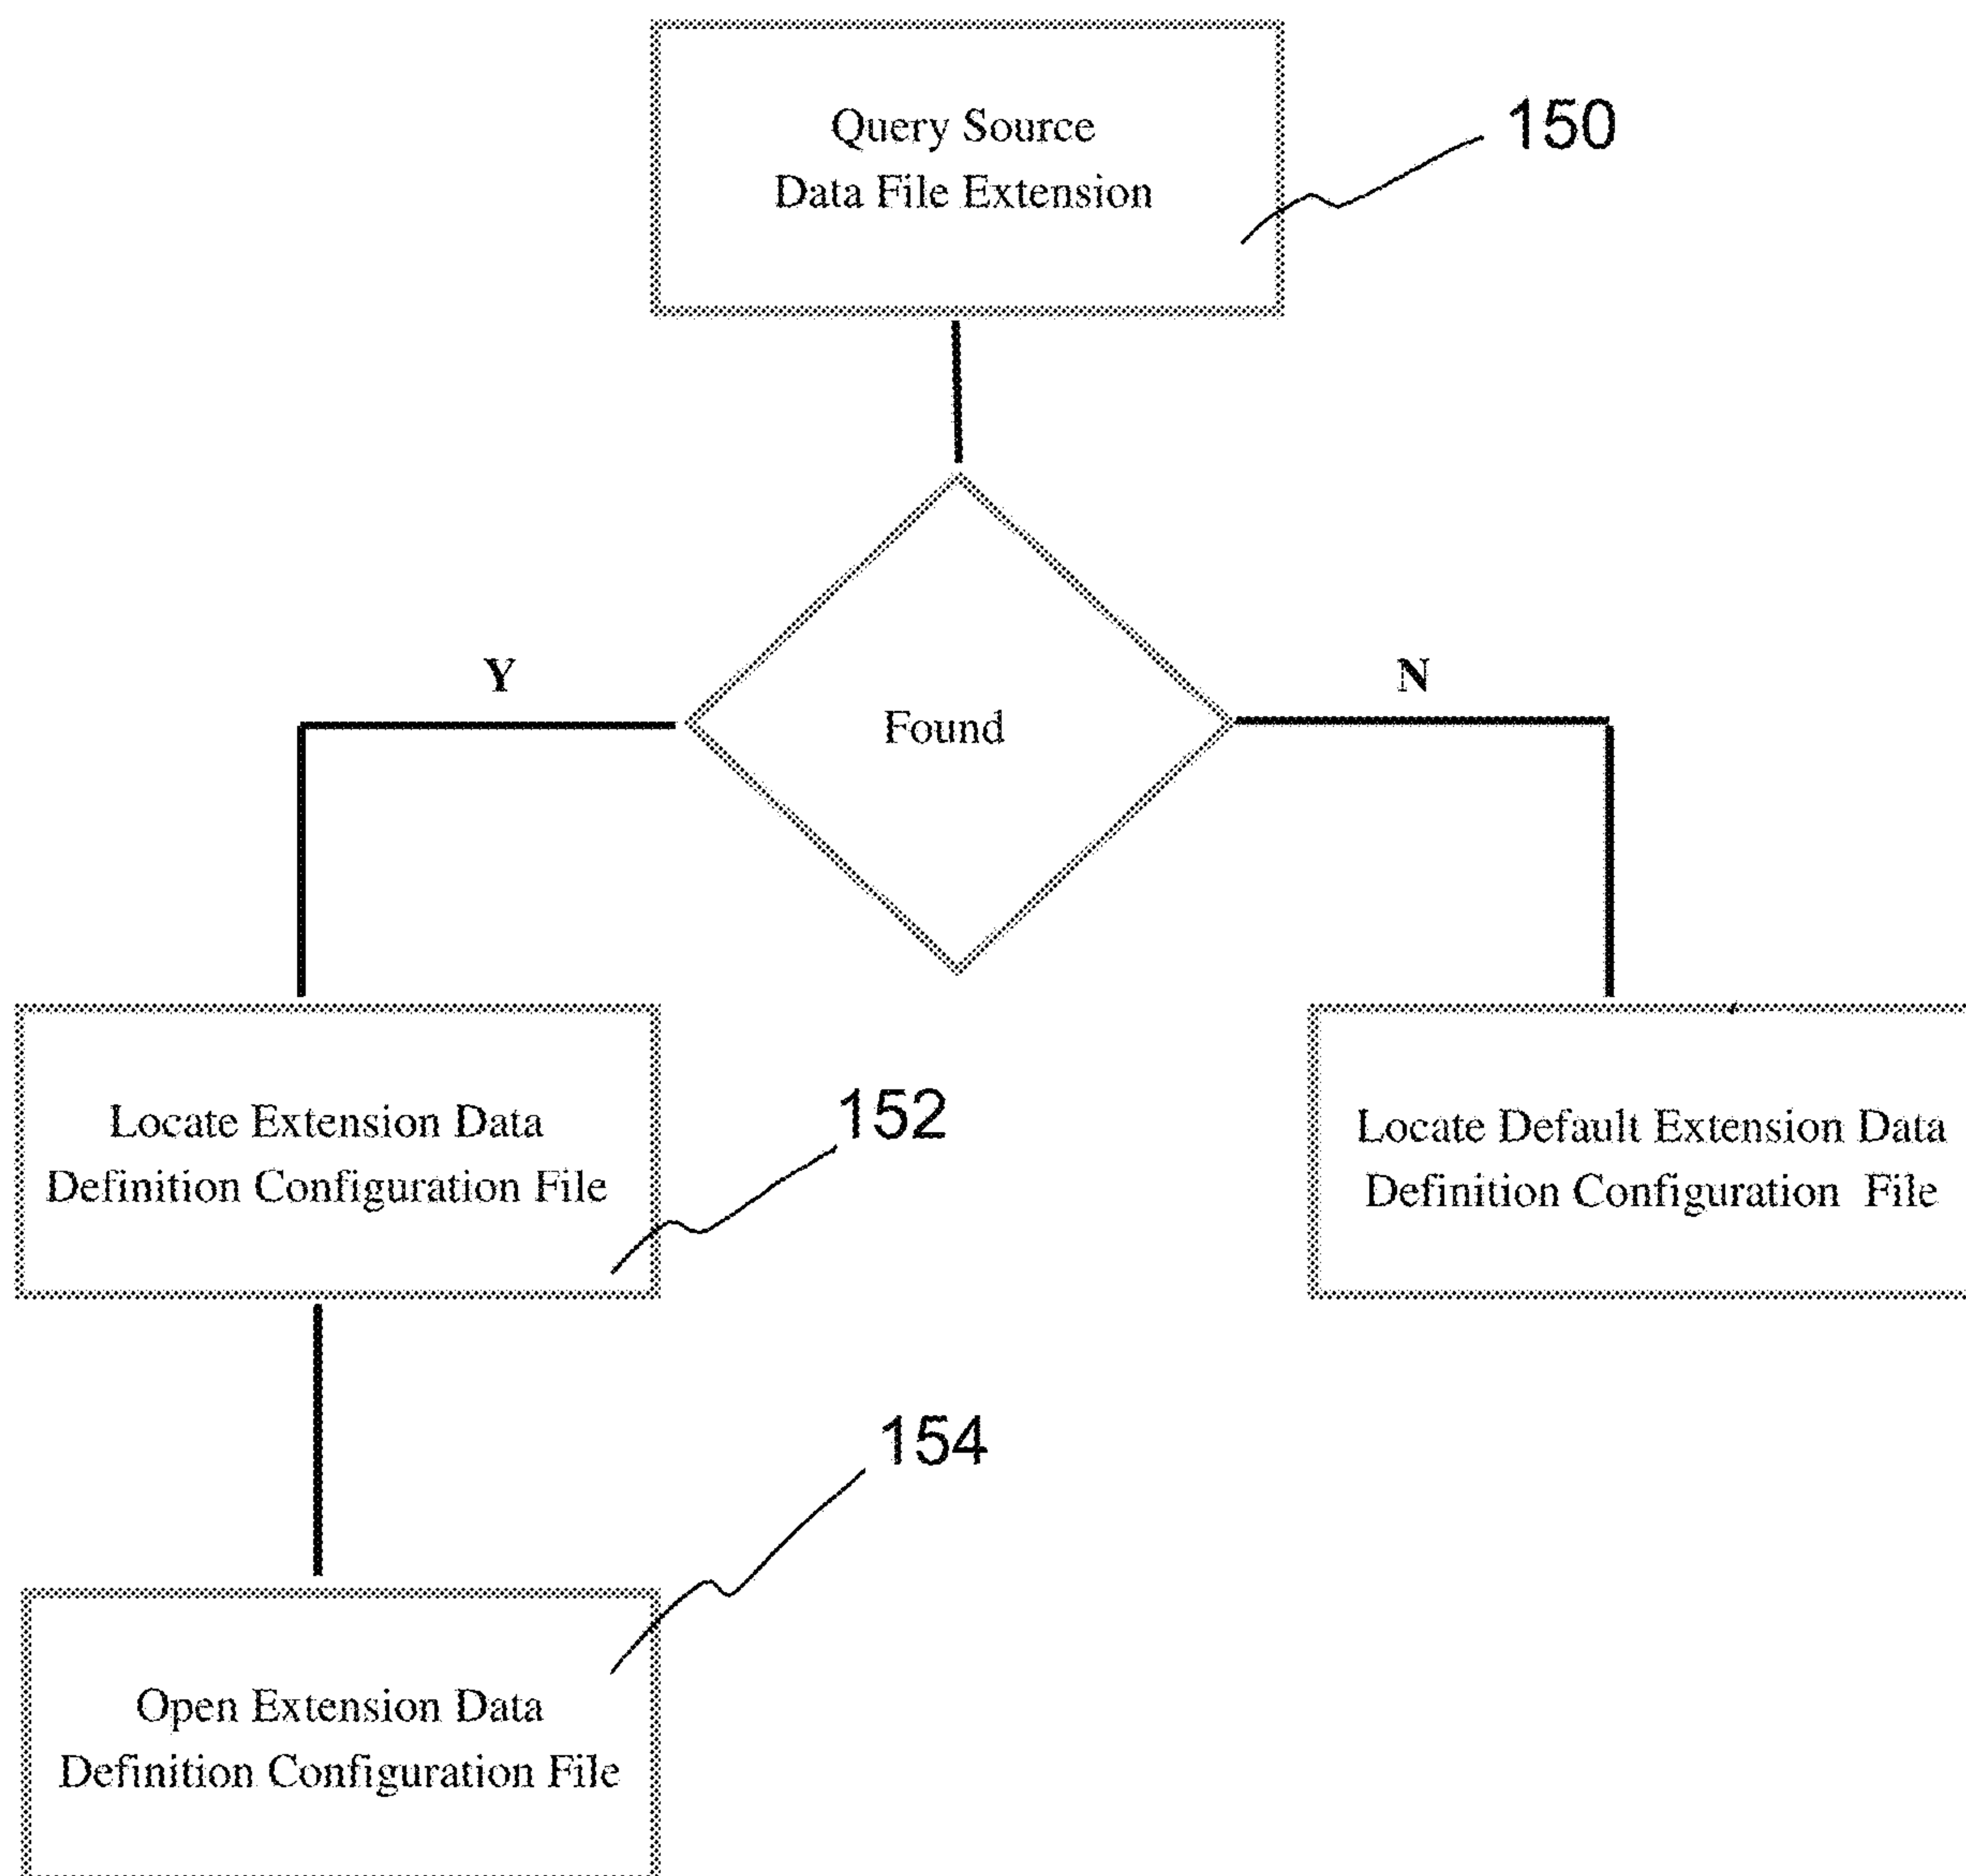 Query Source
Data File Extension
150
Y
N
Found
Locate Extension Data
Definition Configuration File
152
Locate Default Extension Data
Definition Configuration File
154
Open Extension Data
Definition Configuration File